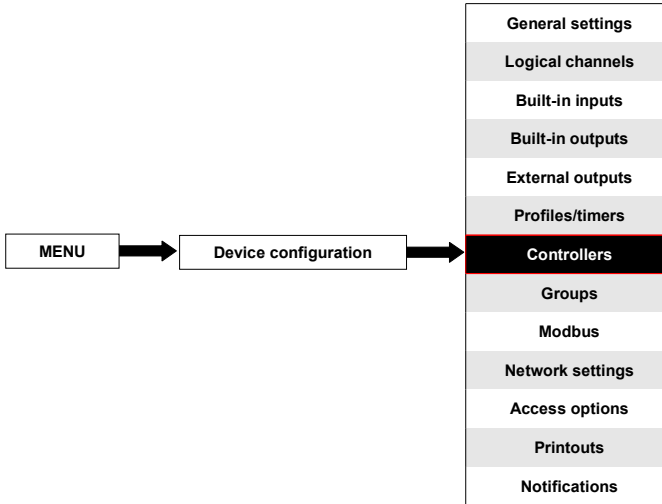 General settings
Logical channels
Built-in inputs
Built-in outputs
External outputs
Profiles/timers
MENU
Device configuration
Controllers
Groups
Modbus
Network settings
Access options
Printouts
Notifications